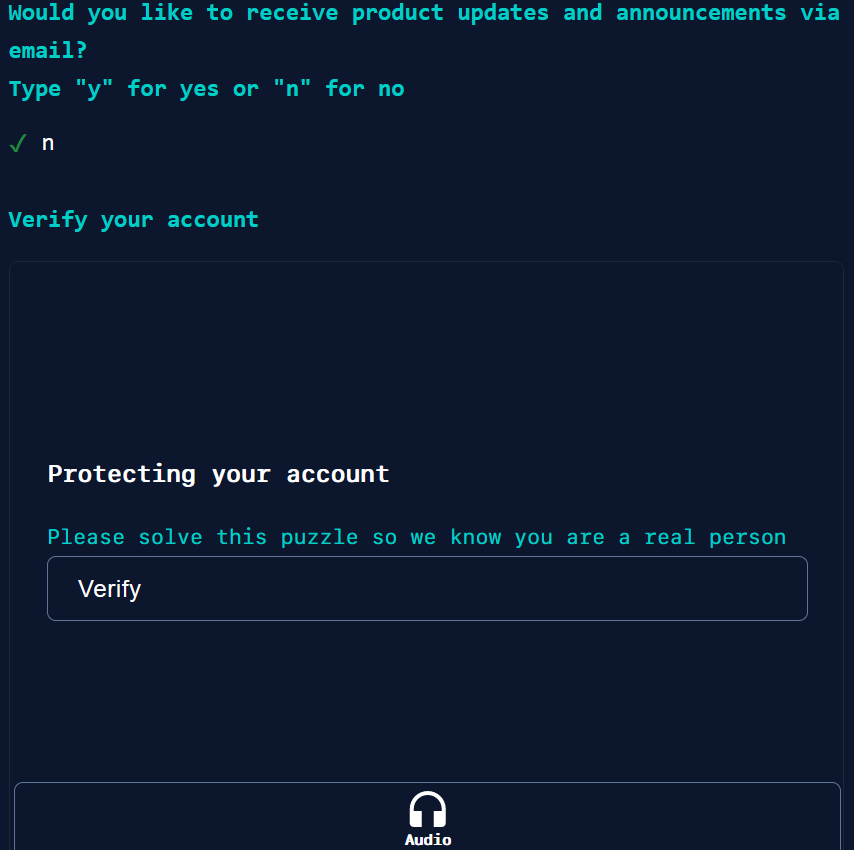 Would you like to receive product updates and announcements via
email?
Type "y" for yes or "n" for no
✓ n
Verify your account
Protecting your account
Please solve this puzzle so we know you are a real person
Verify
Audio